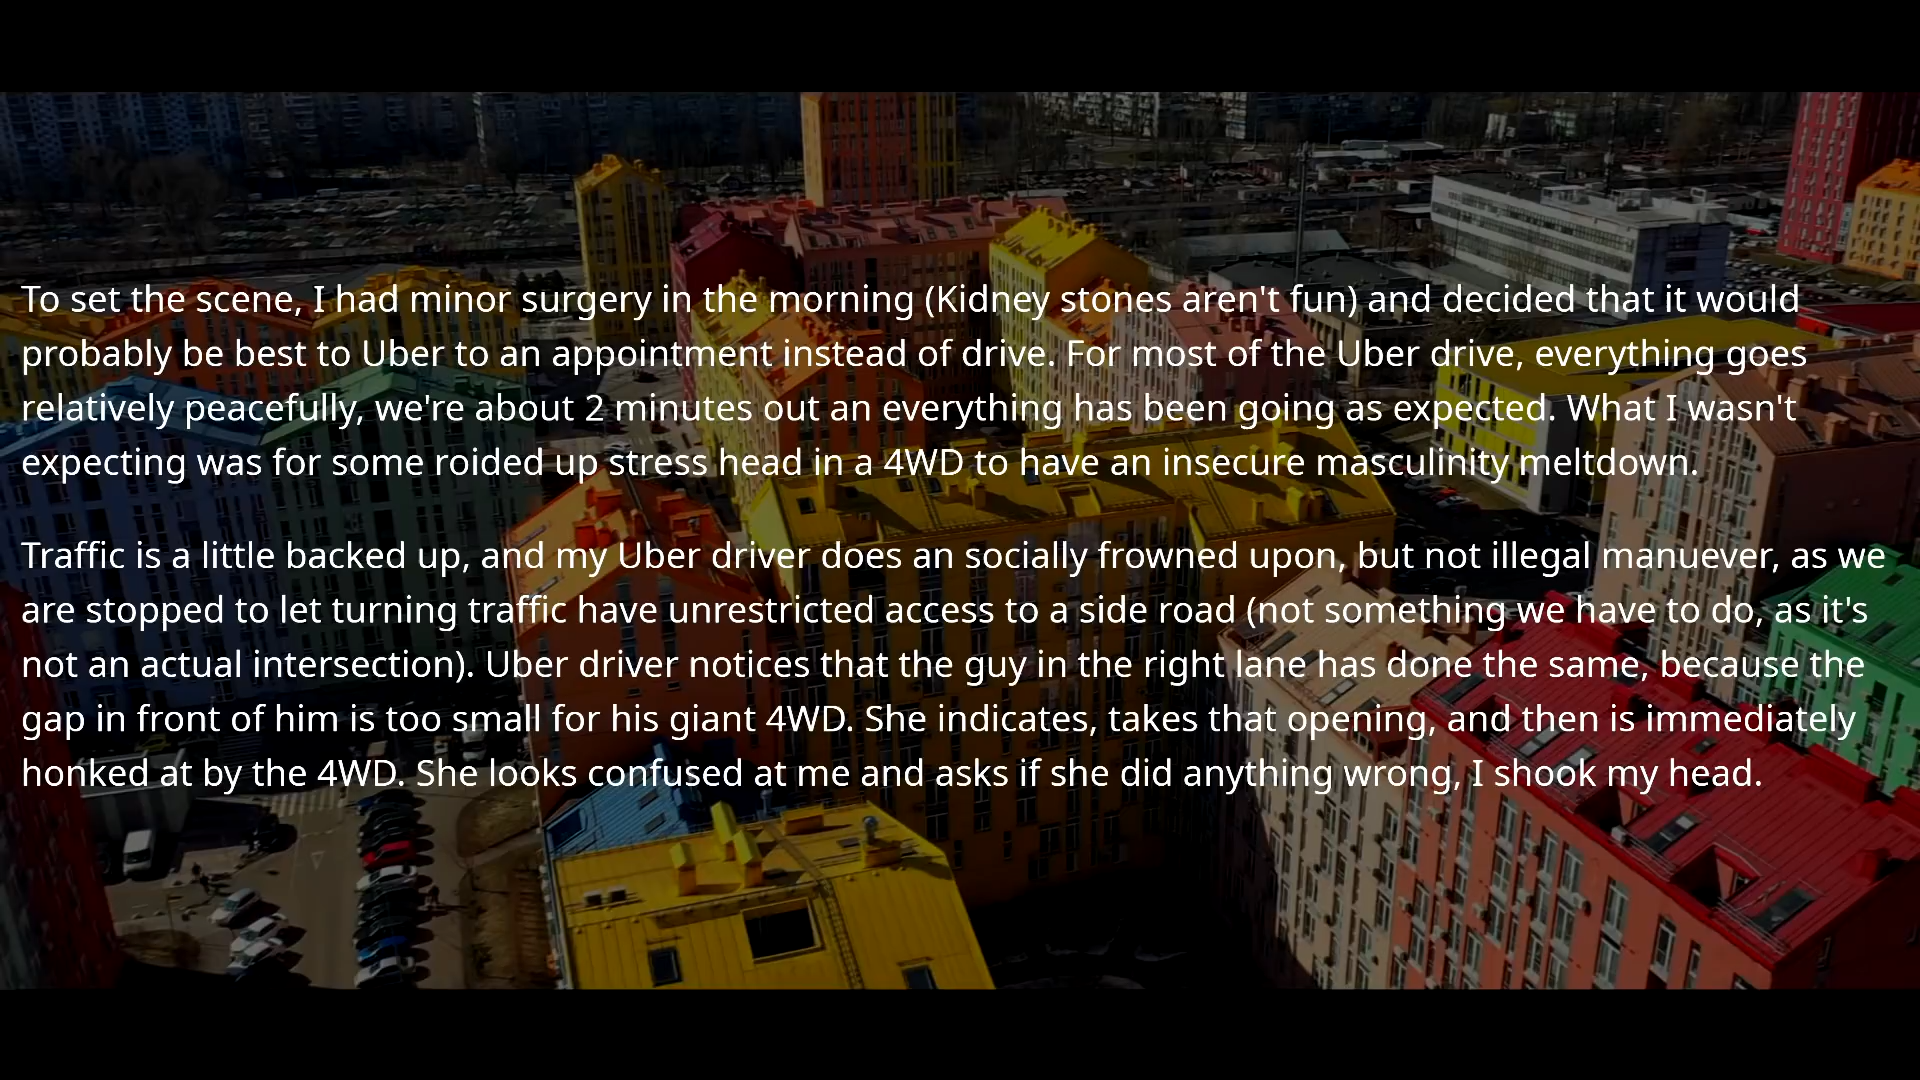 To set the scene, I had minor surgery in the morning (Kidney stones aren't fun) and decided that it would
probably be best to Uber to an appointment instead of drive. For most of the Uber drive, everything goes
relatively peacefully, we're about 2 minutes out an everything has been going as expected. What I wasn't
expecting was for some roided up stress head in a 4WD to have an insecure masculinity meltdown.
Traffic is a little backed up, and my Uber driver does an socially frowned upon, but not illegal manuever, as we
are stopped to let turning traffic have unrestricted access to a side road (not something we have to do, as it's
not an actual intersection). Uber driver notices that the guy in the right lane has done the same, because the
gap in front of him is too small for his giant 4WD. She indicates, takes that opening, and then is immediately
honked at by the 4WD. She looks confused at me and asks if she did anything wrong, I shook my head.